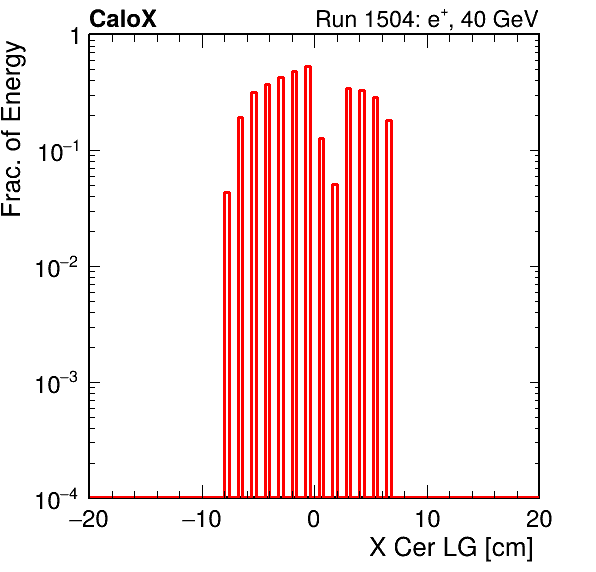 CaloX Run 1504: e⁺, 40 GeV
Frac. of Energy
1
10⁻¹
10⁻²
10⁻³
10⁻⁴
−20 −10 0 10 20
X Cer LG [cm]